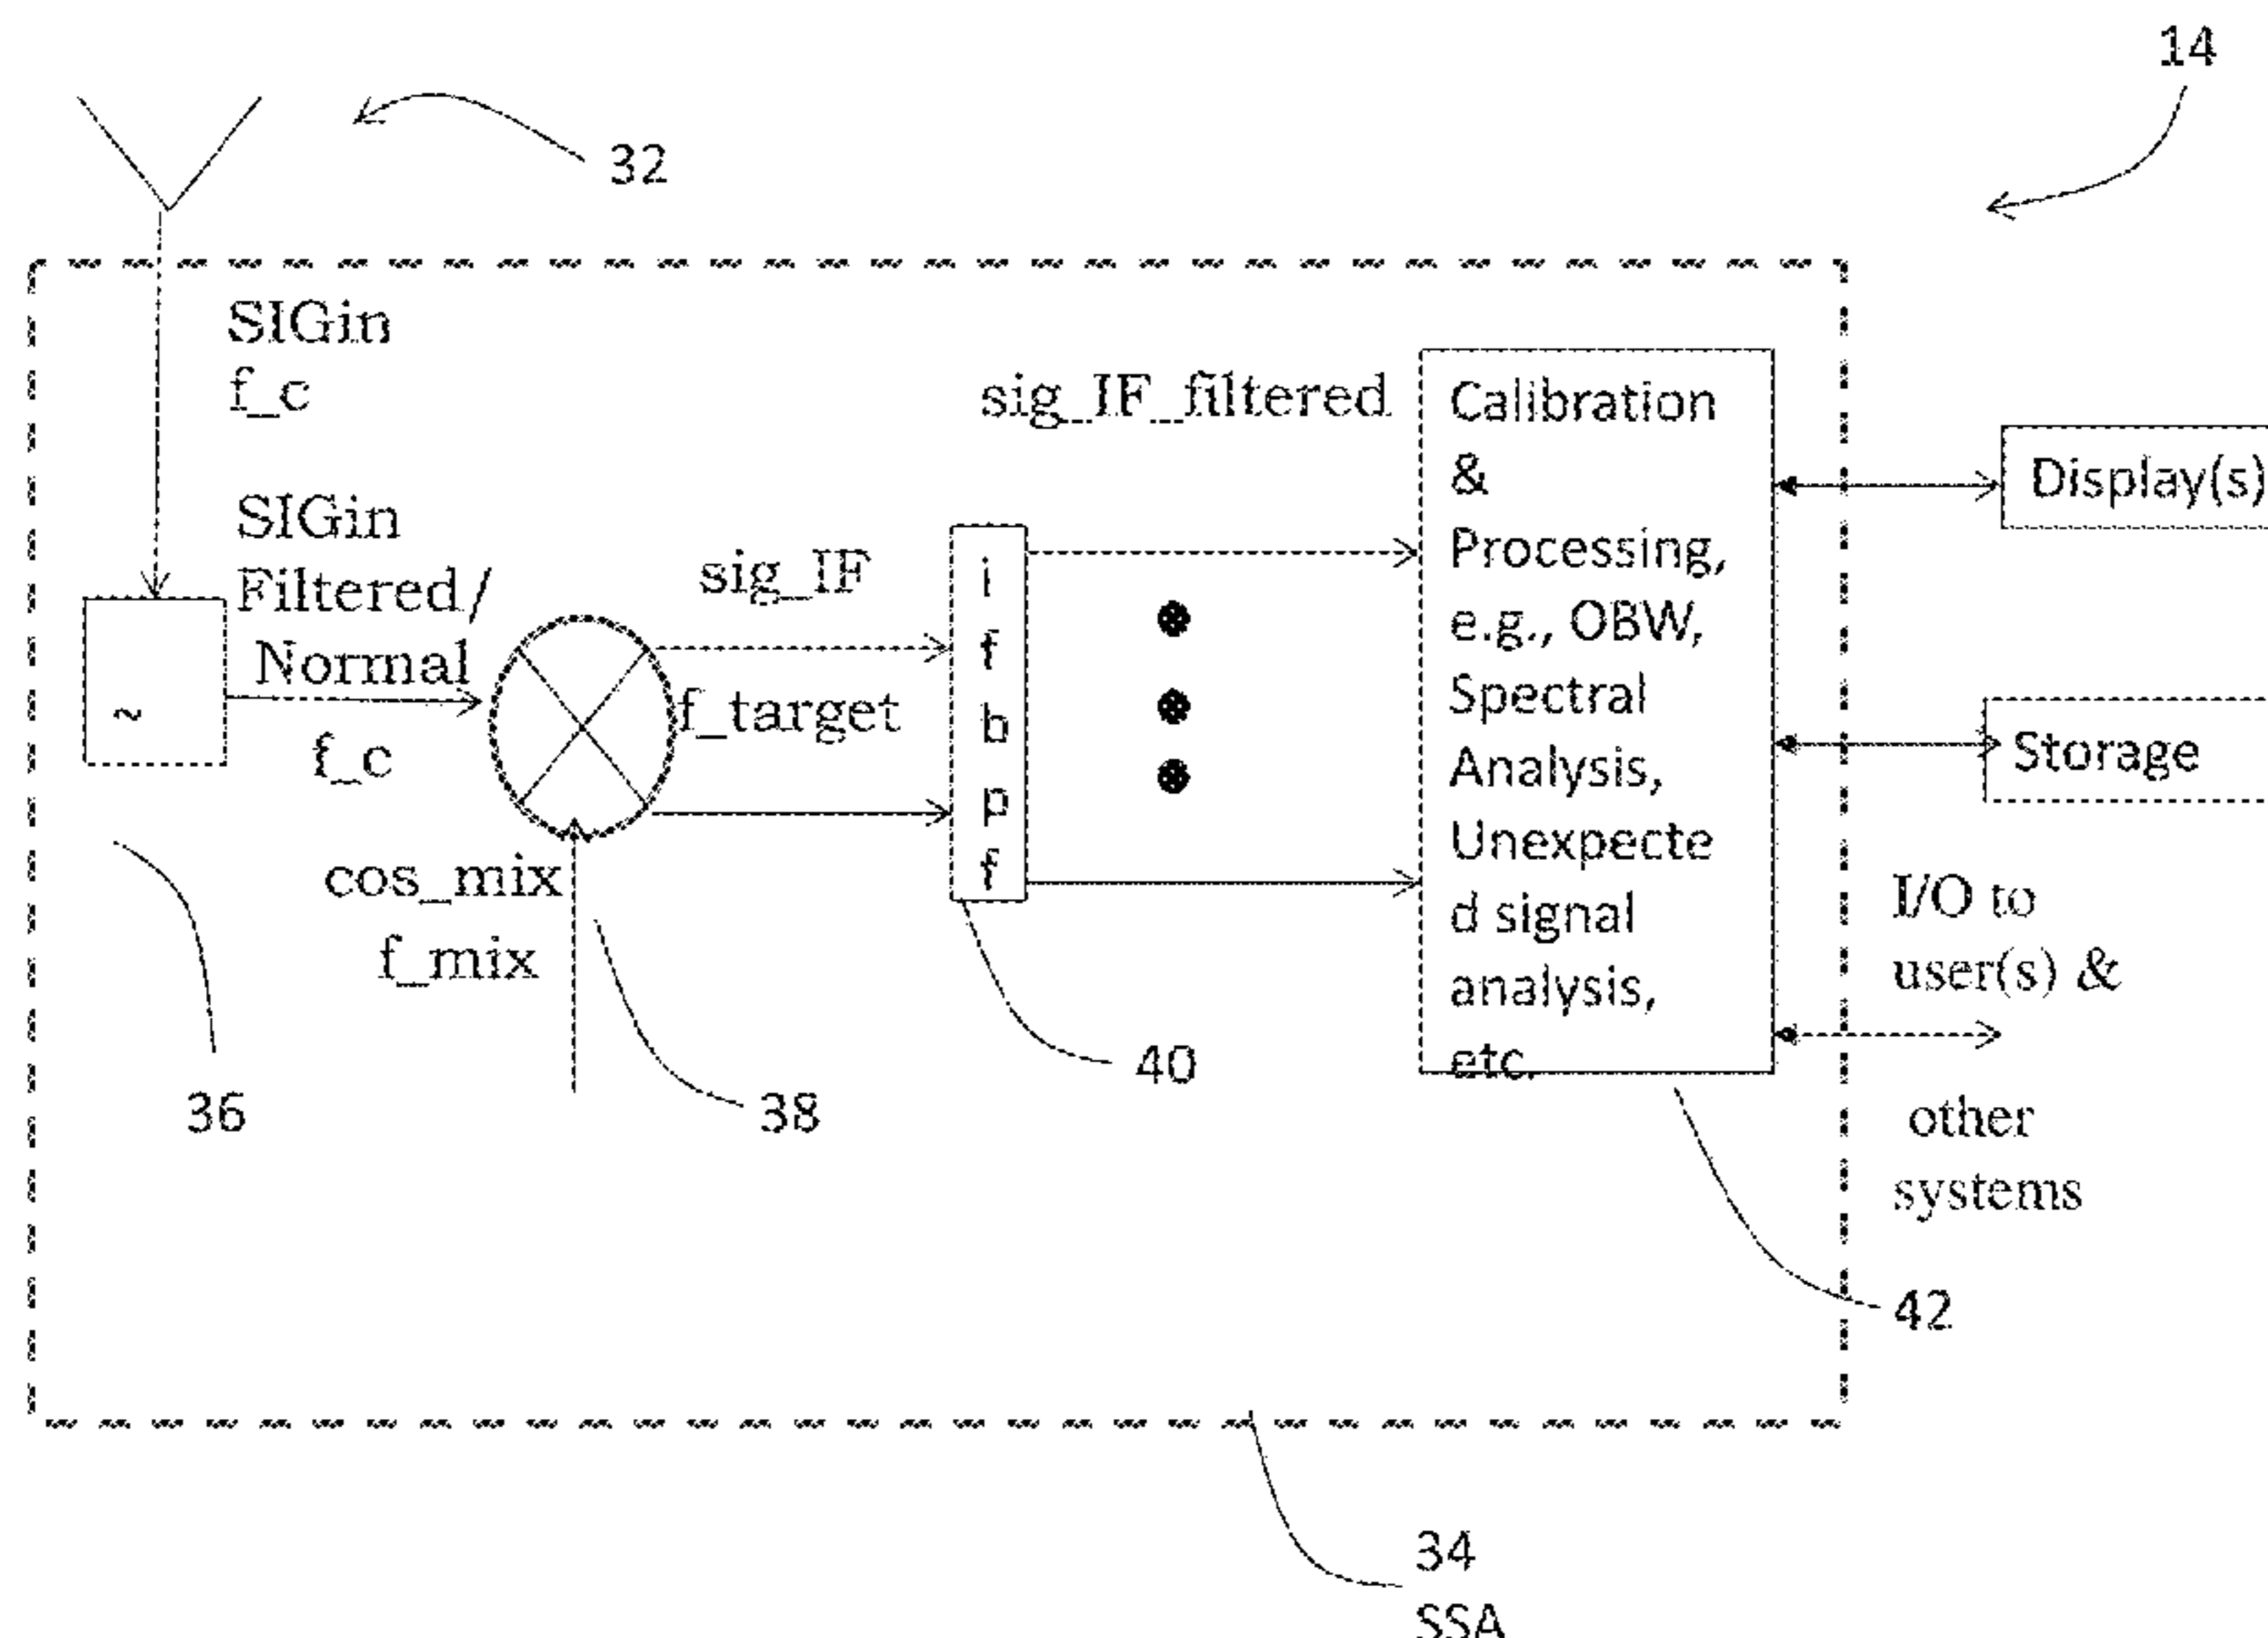 14
32
SIGin
f_c
SIGin
Filtered/
Normal
f_c
~
sig_IF
f_target
cos_mix
f_mix
i
f
b
p
f
sig_IF_filtered
Calibration
&
Processing,
e.g., OBW,
Spectral
Analysis,
Unexpecte
d signal
analysis,
etc.
Display(s)
Storage
I/O to
user(s) &
other
systems
36
38
40
42
34
SSA